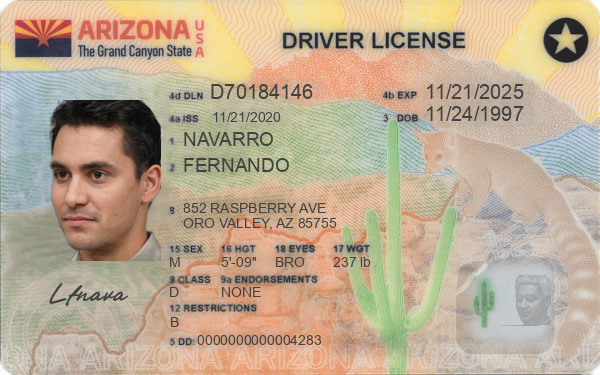 ARIZONA USA
The Grand Canyon State
DRIVER LICENSE
4d DLN D70184146 4b EXP 11/21/2025
4a ISS 11/21/2020 3 DOB 11/24/1997
1 NAVARRO
2 FERNANDO
8 852 RASPBERRY AVE
ORO VALLEY, AZ 85755
15 SEX 16 HGT 18 EYES 17 WGT
M 5'-09" BRO 237 lb
9 CLASS 9a ENDORSEMENTS
D NONE
12 RESTRICTIONS
B
5 DD: 0000000000004283
Lfnava
ONA ARIZONA ARIZONA ARIZONA ARIZONA